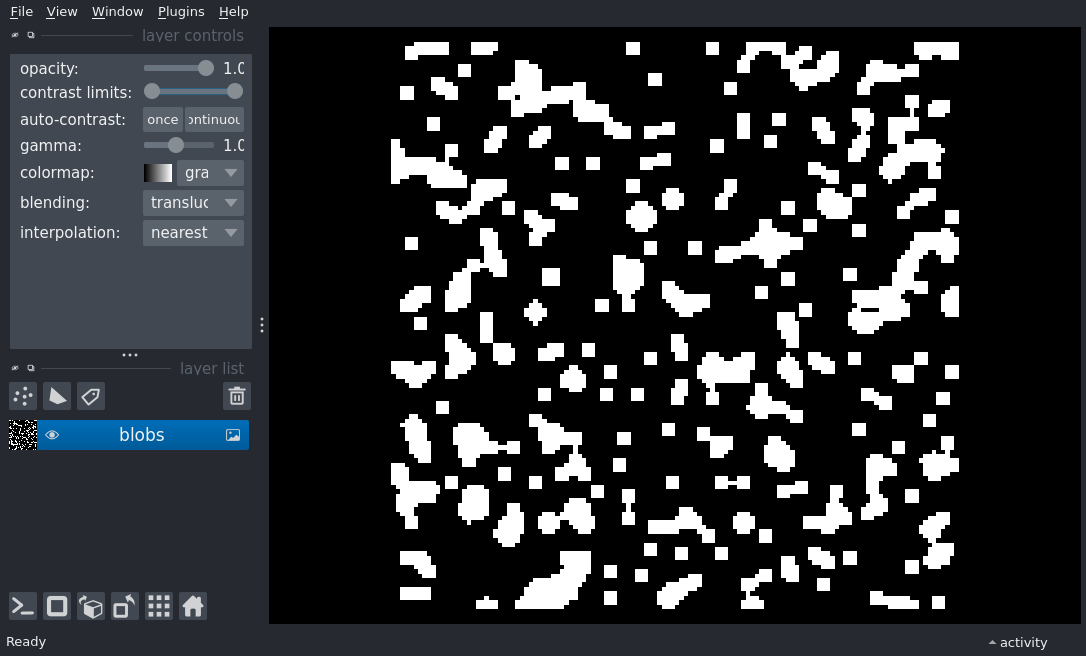 File View Window Plugins Help
layer controls
opacity: 1.0
contrast limits:
auto-contrast: once ontinuou
gamma: 1.0
colormap: gra
blending: transluc
interpolation: nearest
layer list
blobs
Ready
activity